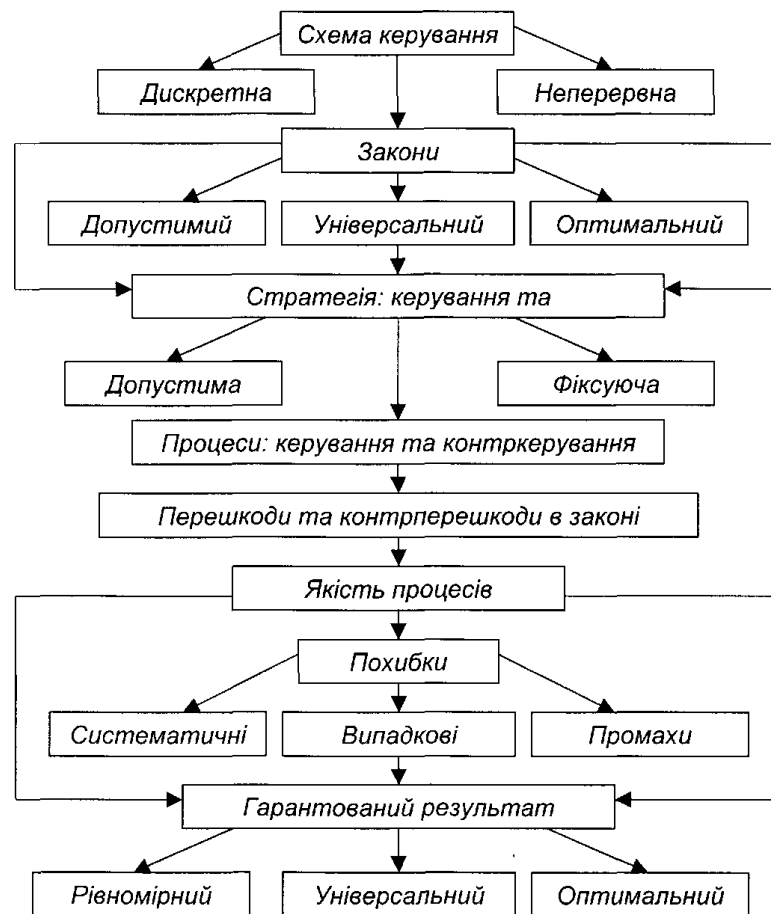 Схема керування
Дискретна
Неперервна
Закони
Допустимий
Універсальний
Оптимальний
Стратегія: керування та
Допустима
Фіксуюча
Процеси: керування та контркерування
Перешкоди та контрперешкоди в законі
Якість процесів
Похибки
Систематичні
Випадкові
Промахи
Гарантований результат
Рівномірний
Універсальний
Оптимальний